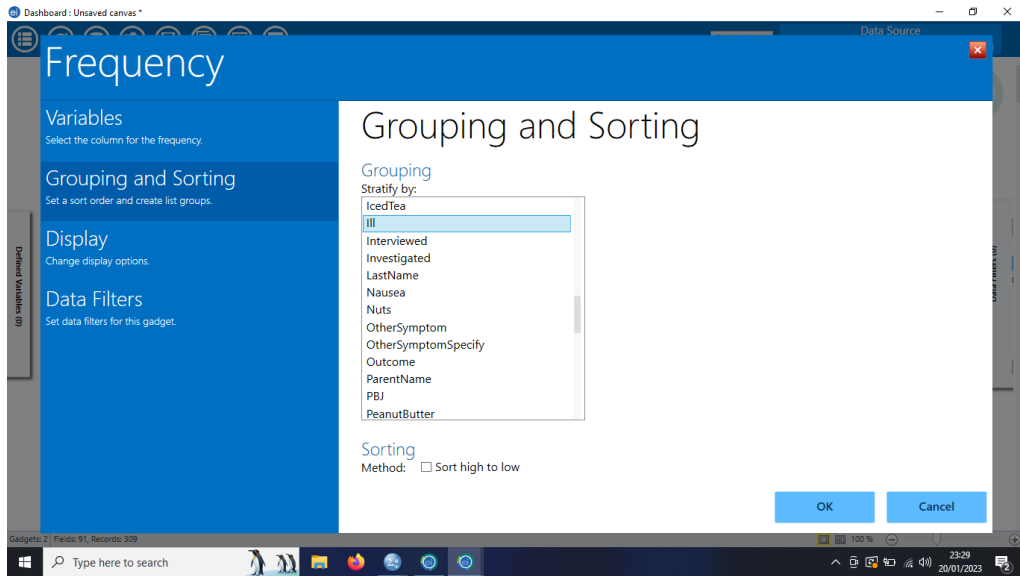 Dashboard : Unsaved canvas *
Data Source
Frequency
Variables
Select the column for the frequency.
Grouping and Sorting
Set a sort order and create list groups.
Display
Change display options.
Data Filters
Set data filters for this gadget.
Defined Variables (0)
Grouping and Sorting
Grouping
Stratify by:
IcedTea
Ill
Interviewed
Investigated
LastName
Nausea
Nuts
OtherSymptom
OtherSymptomSpecify
Outcome
ParentName
PBJ
PeanutButter
Sorting
Method: Sort high to low
OK Cancel
Data Filters (0)
Gadgets: 2 Fields: 91, Records: 309
100 %
Type here to search
23:29
20/01/2023
2